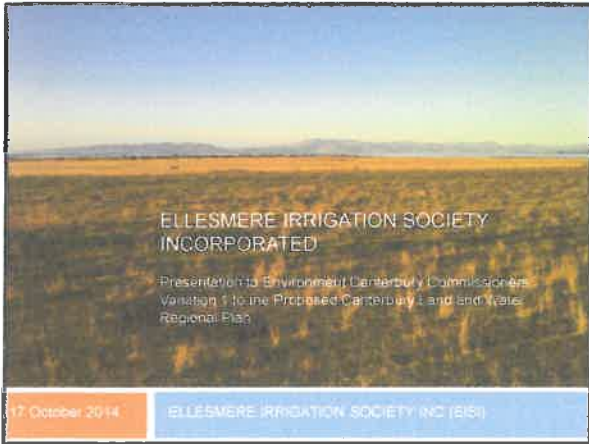 ELLESMERE IRRIGATION SOCIETY
INCORPORATED
Presentation to Environment Canterbury Commissioners
Variation 1 to the Proposed Canterbury Land and Water
Regional Plan
17 October 2014
ELLESMERE IRRIGATION SOCIETY INC (EISI)